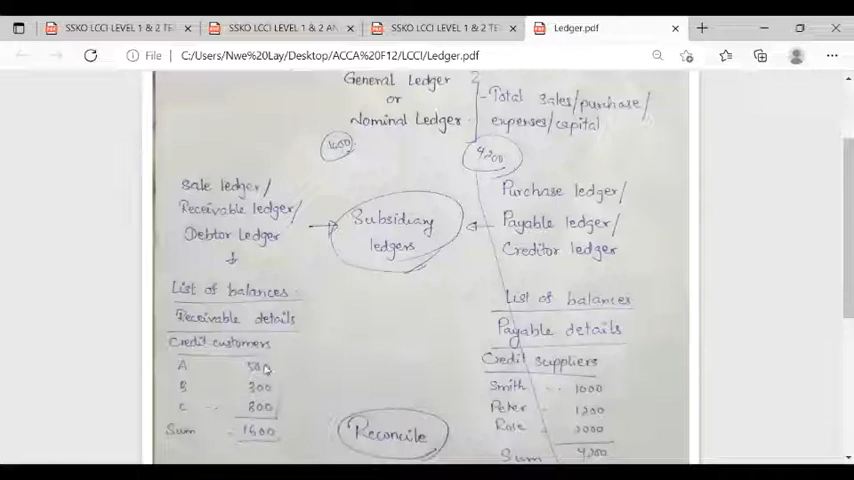 SSKO LCCI LEVEL 1 & 2 TE
SSKO LCCI LEVEL 1 & 2 AN
SSKO LCCI LEVEL 1 & 2 TE
Ledger.pdf
File
C:/Users/Nwe%20Lay/Desktop/ACCA%20F12/LCCI/Ledger.pdf
General Ledger
or
Nominal Ledger
- Total sales/purchase/
expenses/capital
1600
4200
Sale ledger/
Receivable ledger/
Debtor Ledger
Subsidiary
ledgers
Purchase ledger/
Payable ledger/
Creditor ledger
List of balances
Receivable details
Credit customers
A 500
B 300
C 800
Sum 1600
Reconcile
List of balances
Payable details
Credit suppliers
Smith 1000
Peter 1200
Rose 2000
Sum 4200